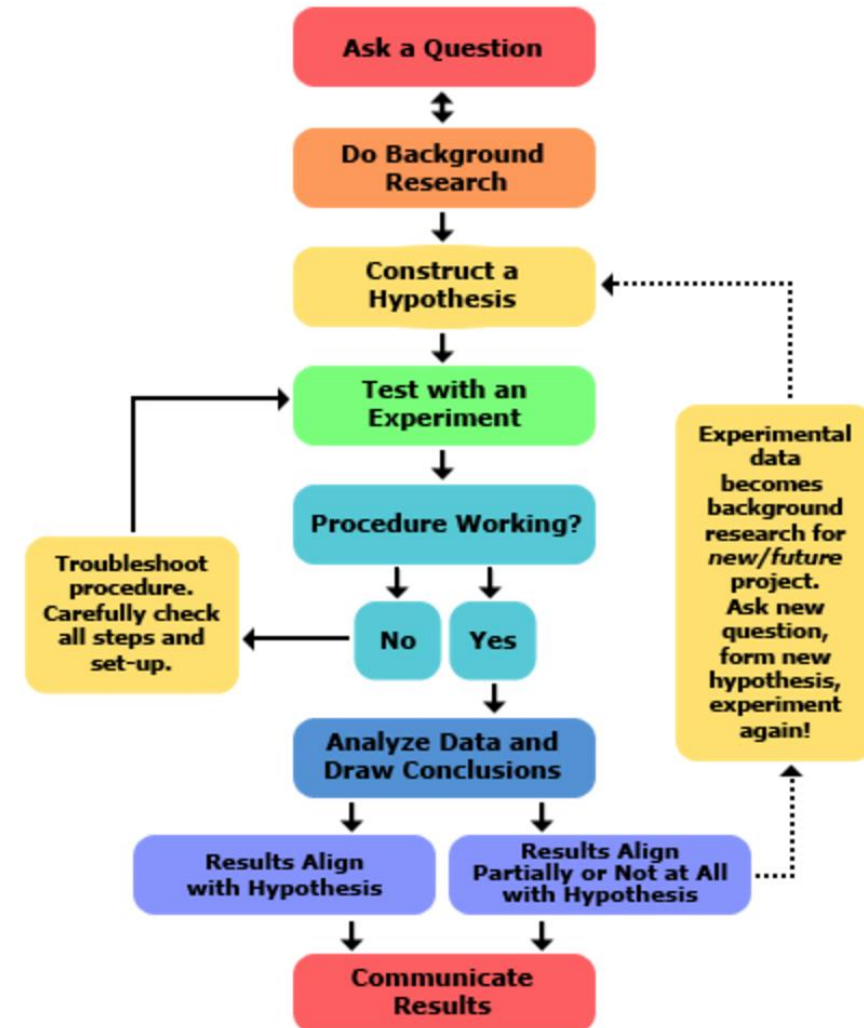 Ask a Question
Do Background
Research
Construct a
Hypothesis
Test with an
Experiment
Procedure Working?
No
Yes
Troubleshoot
procedure.
Carefully check
all steps and
set-up.
Experimental
data
becomes
background
research for
new/future
project.
Ask new
question,
form new
hypothesis,
experiment
again!
Analyze Data and
Draw Conclusions
Results Align
with Hypothesis
Results Align
Partially or Not at All
with Hypothesis
Communicate
Results